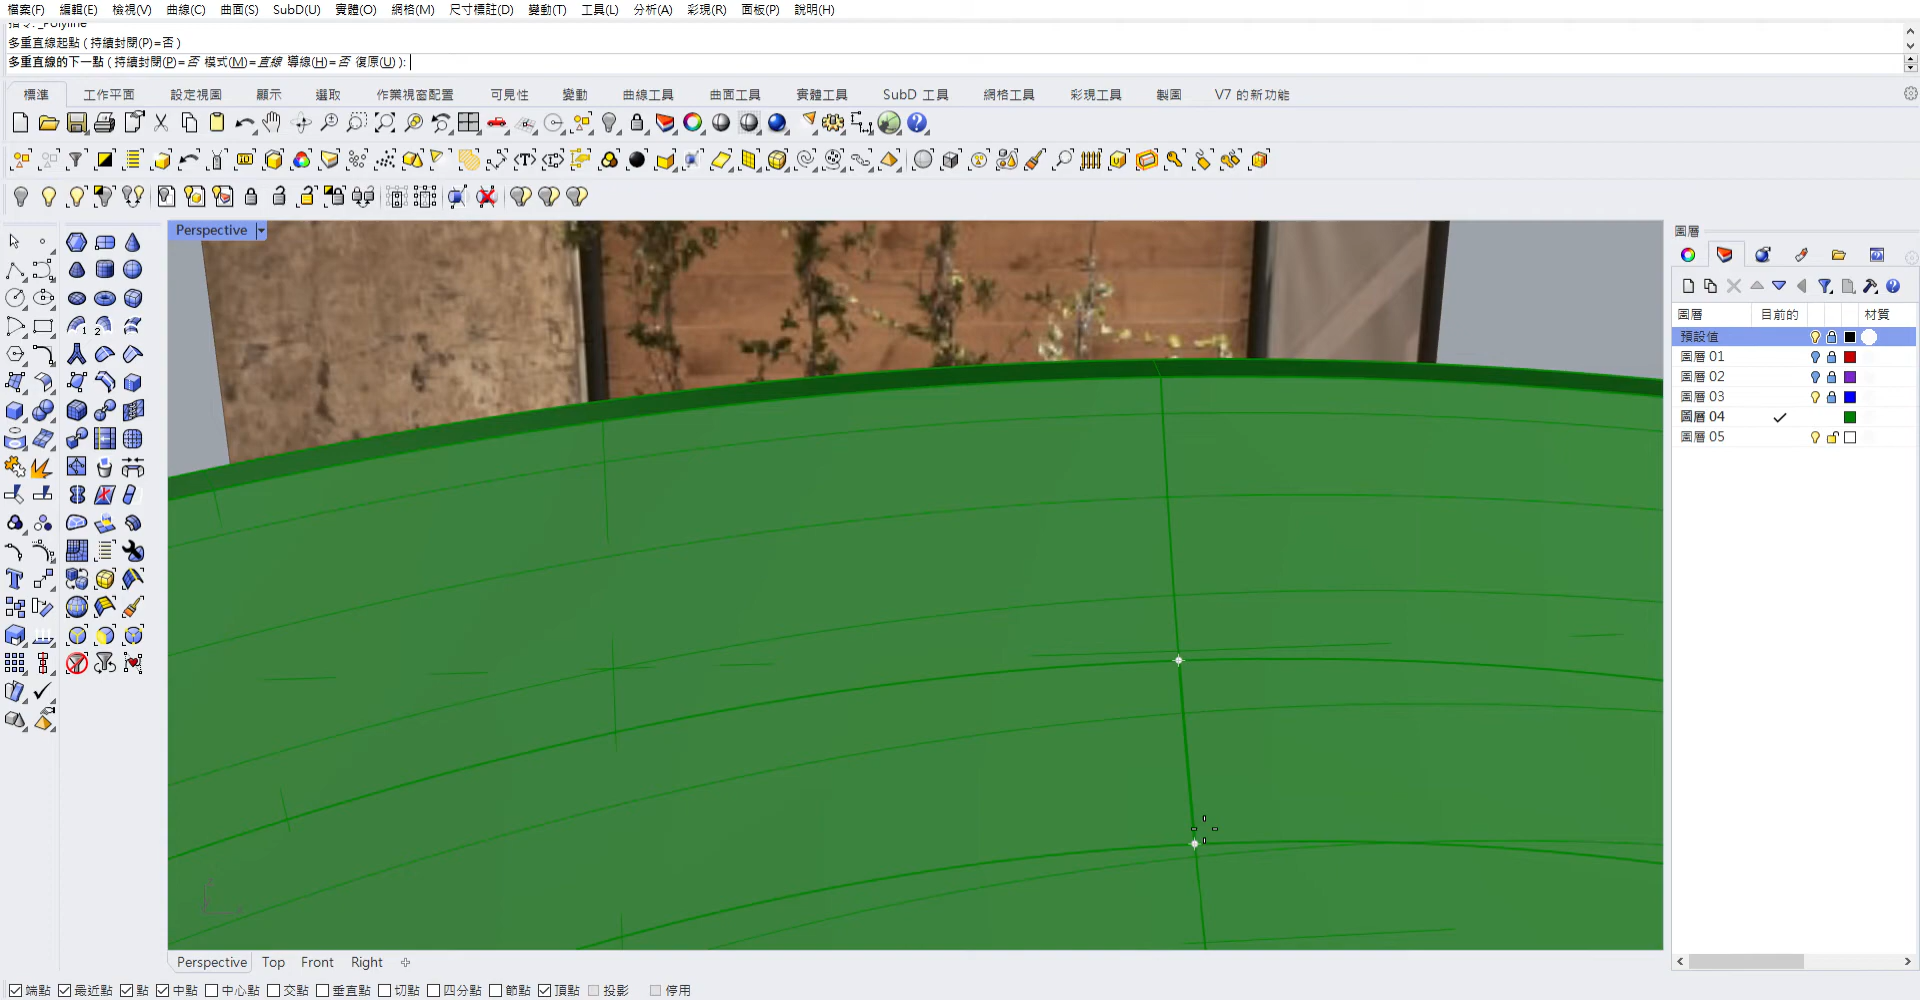 檔案(F) 編輯(E) 檢視(V) 曲線(C) 曲面(S) SubD(U) 實體(O) 網格(M) 尺寸標註(D) 變動(T) 工具(L) 分析(A) 彩現(R) 面板(P) 說明(H)
指令: _Polyline
多重直線起點 ( 持續封閉(P)=否 )
多重直線的下一點 ( 持續封閉(P)=否 模式(M)=直線 導線(H)=否 復原(U) ):
標準 工作平面 設定視圖 顯示 選取 作業視窗配置 可見性 變動 曲線工具 曲面工具 實體工具 SubD 工具 網格工具 彩現工具 製圖 V7 的新功能
Perspective
圖層
圖層 目前的 材質
預設值
圖層 01
圖層 02
圖層 03
圖層 04
圖層 05
Perspective Top Front Right
端點 最近點 點 中點 中心點 交點 垂直點 切點 四分點 節點 頂點 投影 停用